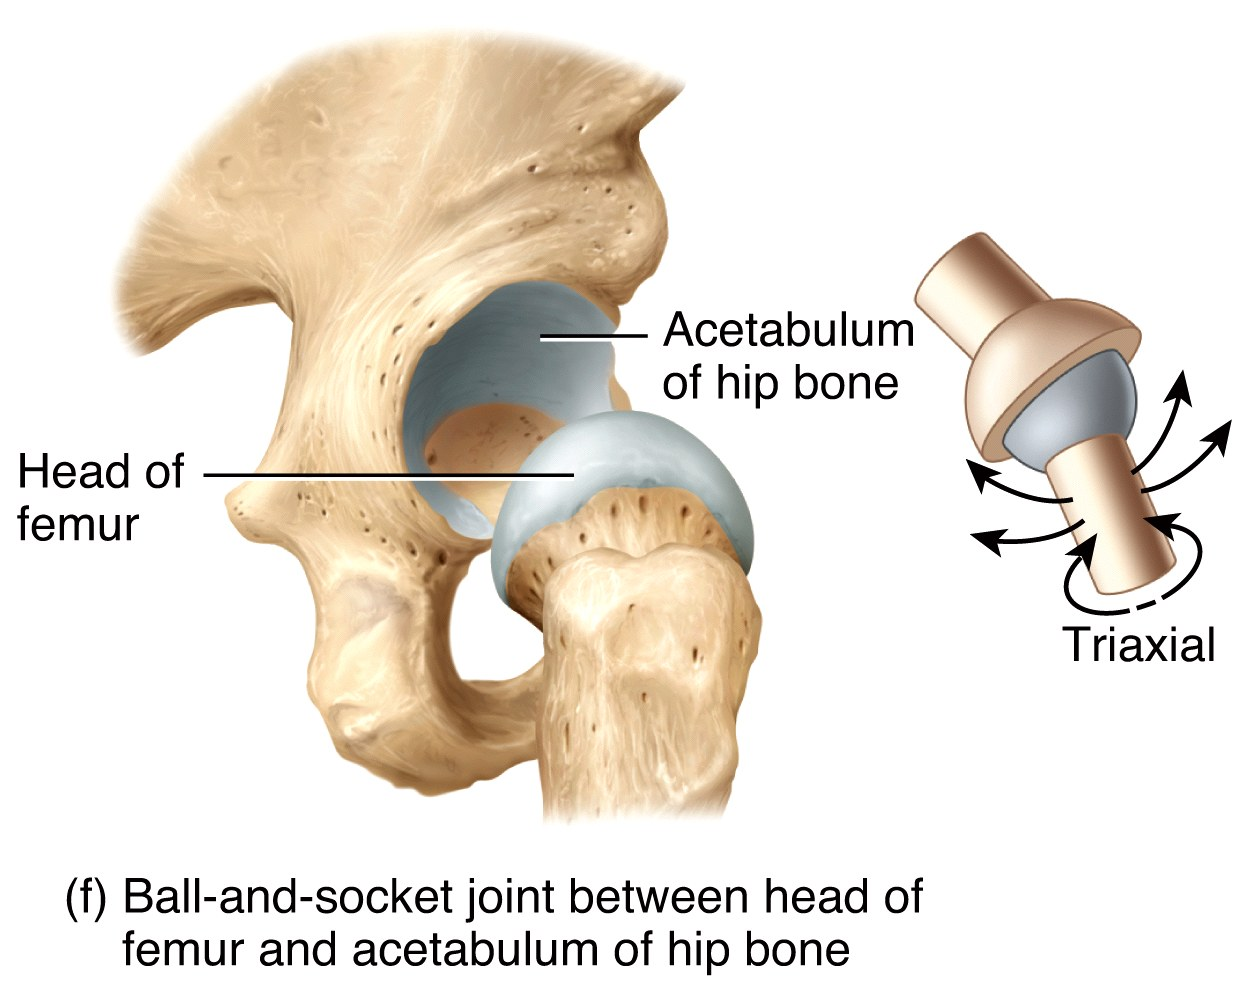 Acetabulum
of hip bone
Head of
femur
Triaxial
(f) Ball-and-socket joint between head of
femur and acetabulum of hip bone